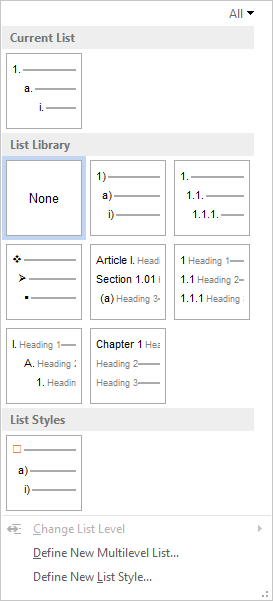 All
Current List
1.
a.
i.
List Library
None
1)
a)
i)
1.
1.1.
1.1.1.
Article I. Headi
Section 1.01 H
(a) Heading 3
1 Heading 1
1.1 Heading 2
1.1.1 Heading 3
I. Heading 1
A. Heading 2
1. Headin
Chapter 1 Hea
Heading 2
Heading 3
List Styles
a)
i)
Change List Level
Define New Multilevel List...
Define New List Style...